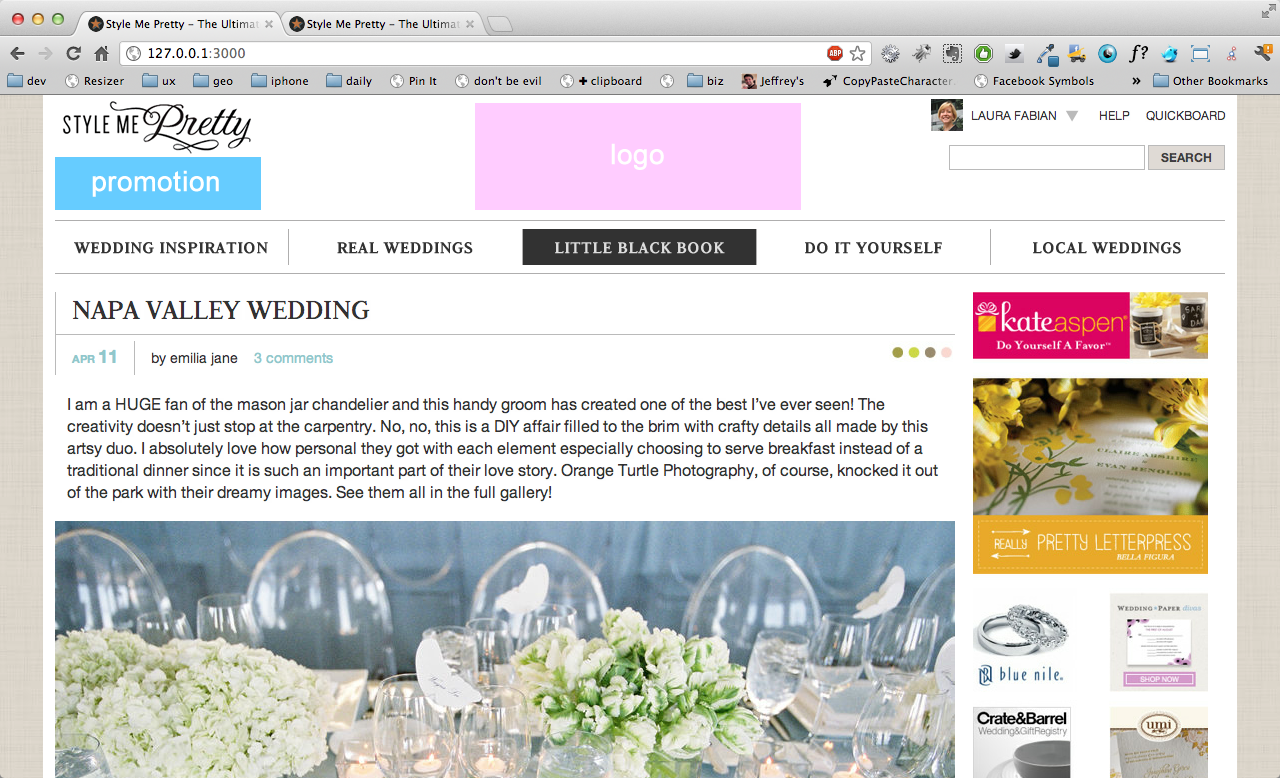 Style Me Pretty – The Ultimat
Style Me Pretty – The Ultimat
127.0.0.1:3000
ABP
f?
dev
Resizer
ux
geo
iphone
daily
Pin It
don't be evil
+ clipboard
biz
Jeffrey's
CopyPasteCharacter.
Facebook Symbols
»
Other Bookmarks
STYLE ME Pretty
promotion
logo
LAURA FABIAN
HELP
QUICKBOARD
SEARCH
WEDDING INSPIRATION
REAL WEDDINGS
LITTLE BLACK BOOK
DO IT YOURSELF
LOCAL WEDDINGS
NAPA VALLEY WEDDING
APR 11
by emilia jane
3 comments
I am a HUGE fan of the mason jar chandelier and this handy groom has created one of the best I’ve ever seen! The
creativity doesn’t just stop at the carpentry. No, no, this is a DIY affair filled to the brim with crafty details all made by this
artsy duo. I absolutely love how personal they got with each element especially choosing to serve breakfast instead of a
traditional dinner since it is such an important part of their love story. Orange Turtle Photography, of course, knocked it out
of the park with their dreamy images. See them all in the full gallery!
kateaspen®
Do Yourself A Favor™
SARA
CLAIRE ABSHIRE
EVAN RENOLDS
REALLY PRETTY LETTERPRESS
BELLA FIGURA
blue nile.
WEDDING PAPER divas
SHOP NOW
Crate&Barrel
Wedding&GiftRegistry
umi